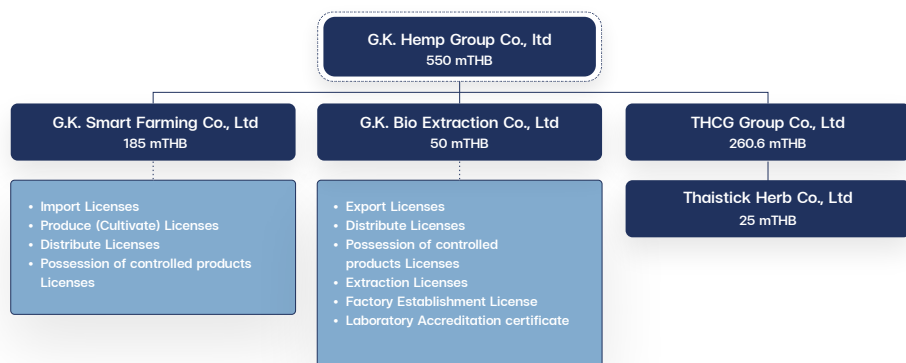 G.K. Hemp Group Co., ltd
550 mTHB
G.K. Smart Farming Co., Ltd
185 mTHB
G.K. Bio Extraction Co., Ltd
50 mTHB
THCG Group Co., Ltd
260.6 mTHB
• Import Licenses
• Produce (Cultivate) Licenses
• Distribute Licenses
• Possession of controlled products
Licenses
• Export Licenses
• Distribute Licenses
• Possession of controlled
products Licenses
• Extraction Licenses
• Factory Establishment License
• Laboratory Accreditation certificate
Thaistick Herb Co., Ltd
25 mTHB